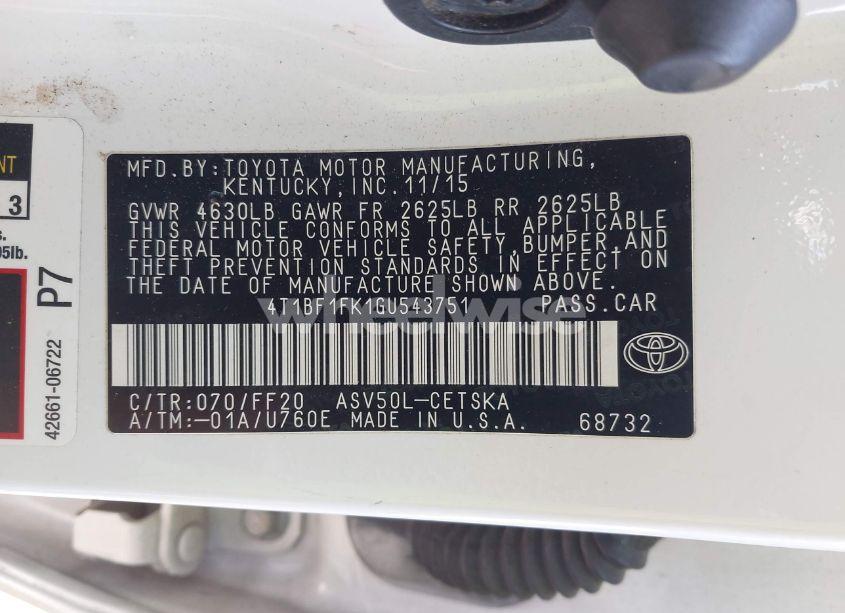 MFD.BY:TOYOTA MOTOR MANUFACTURING,
KENTUCKY,INC.11/15
GVWR 4630LB GAWR FR 2625LB RR 2625LB
THIS VEHICLE CONFORMS TO ALL APPLICABLE
FEDERAL MOTOR VEHICLE SAFETY,BUMPER,AND
THEFT PREVENTION STANDARDS IN EFFECT
THE DATE OF MANUFACTURE SHOWN ABOVE.
4T1BF1FK1GU543751 PASS.CAR
wheelwise
C/TR:070/FF20 ASV50L-CETSKA
A/TM:-01A/U760E MADE IN U.S.A. 68732
3
P7
42661-06722